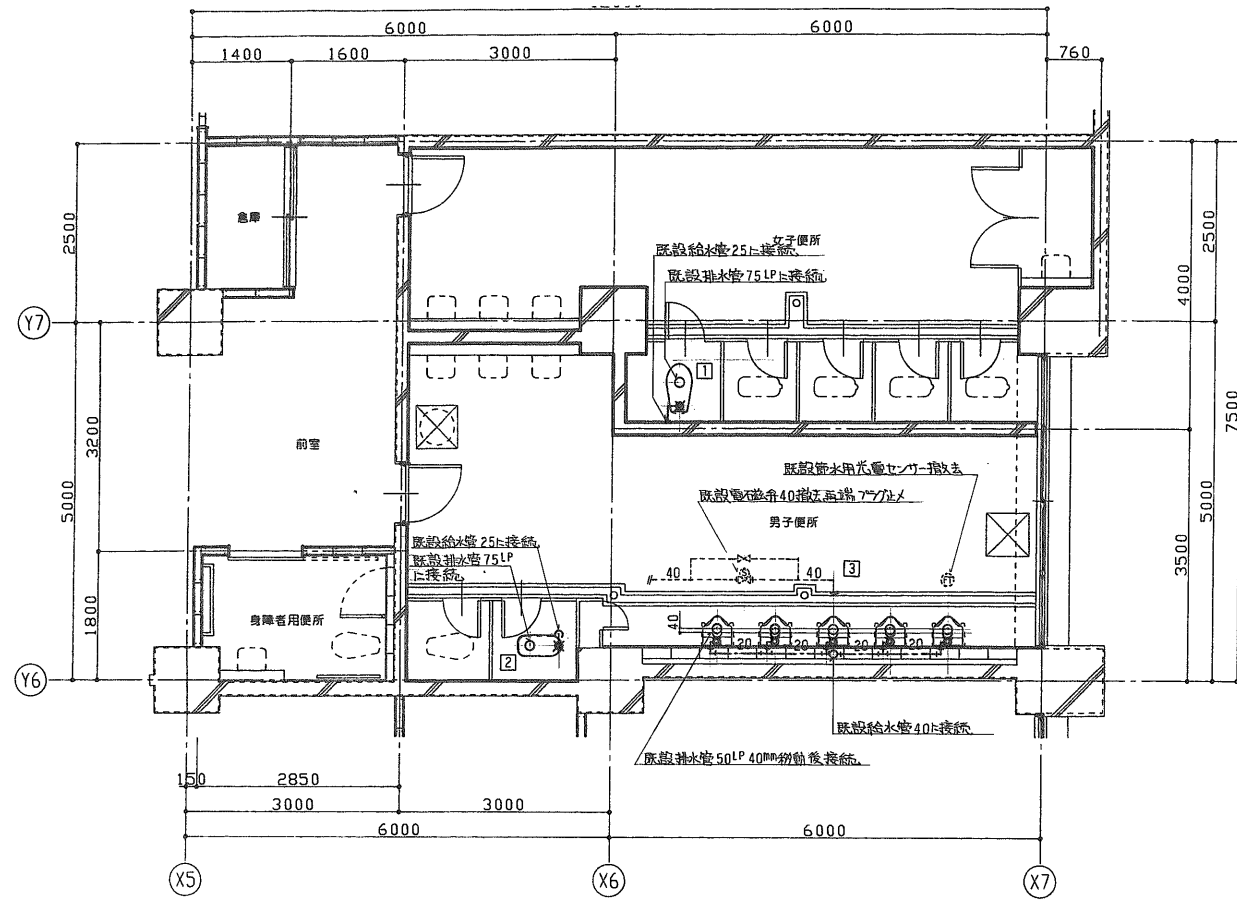 6000
6000
1400
1600
3000
760
倉庫
女子便所
既設給水管25に接続
既設排水管75LPに接続
2500
2500
4000
Y7
1
7500
前室
3200
5000
既設節水用光電センサー撤去
既設電磁弁40撤去両端プラグ止メ
男子便所
5000
3500
既設給水管25に接続
既設排水管75LP
に接続
40
40
3
1800
身障者用便所
40
2
20
20
20
20
Y6
既設給水管40に接続
既設排水管50LP 40mm移動後接続
150
2850
3000
3000
6000
6000
X5
X6
X7